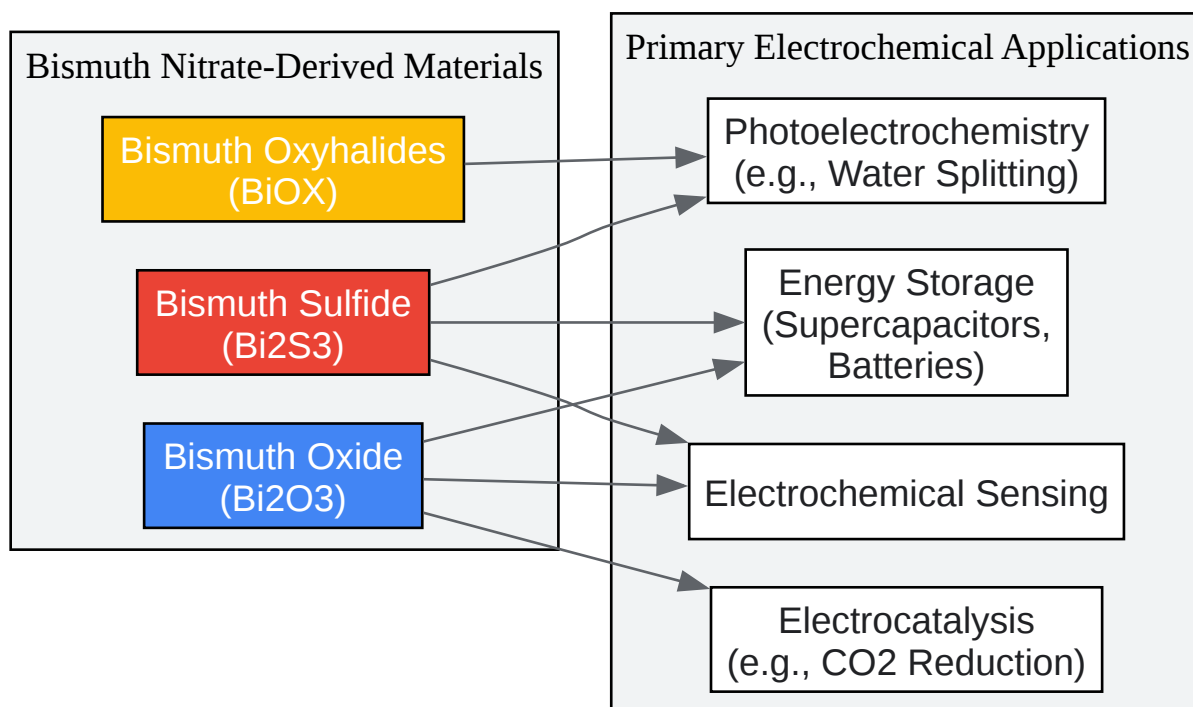 Bismuth Nitrate-Derived Materials
Bismuth Oxyhalides
(BiOX)
Bismuth Sulfide
(Bi2S3)
Bismuth Oxide
(Bi2O3)
Primary Electrochemical Applications
Photoelectrochemistry
(e.g., Water Splitting)
Energy Storage
(Supercapacitors,
Batteries)
Electrochemical Sensing
Electrocatalysis
(e.g., CO2 Reduction)